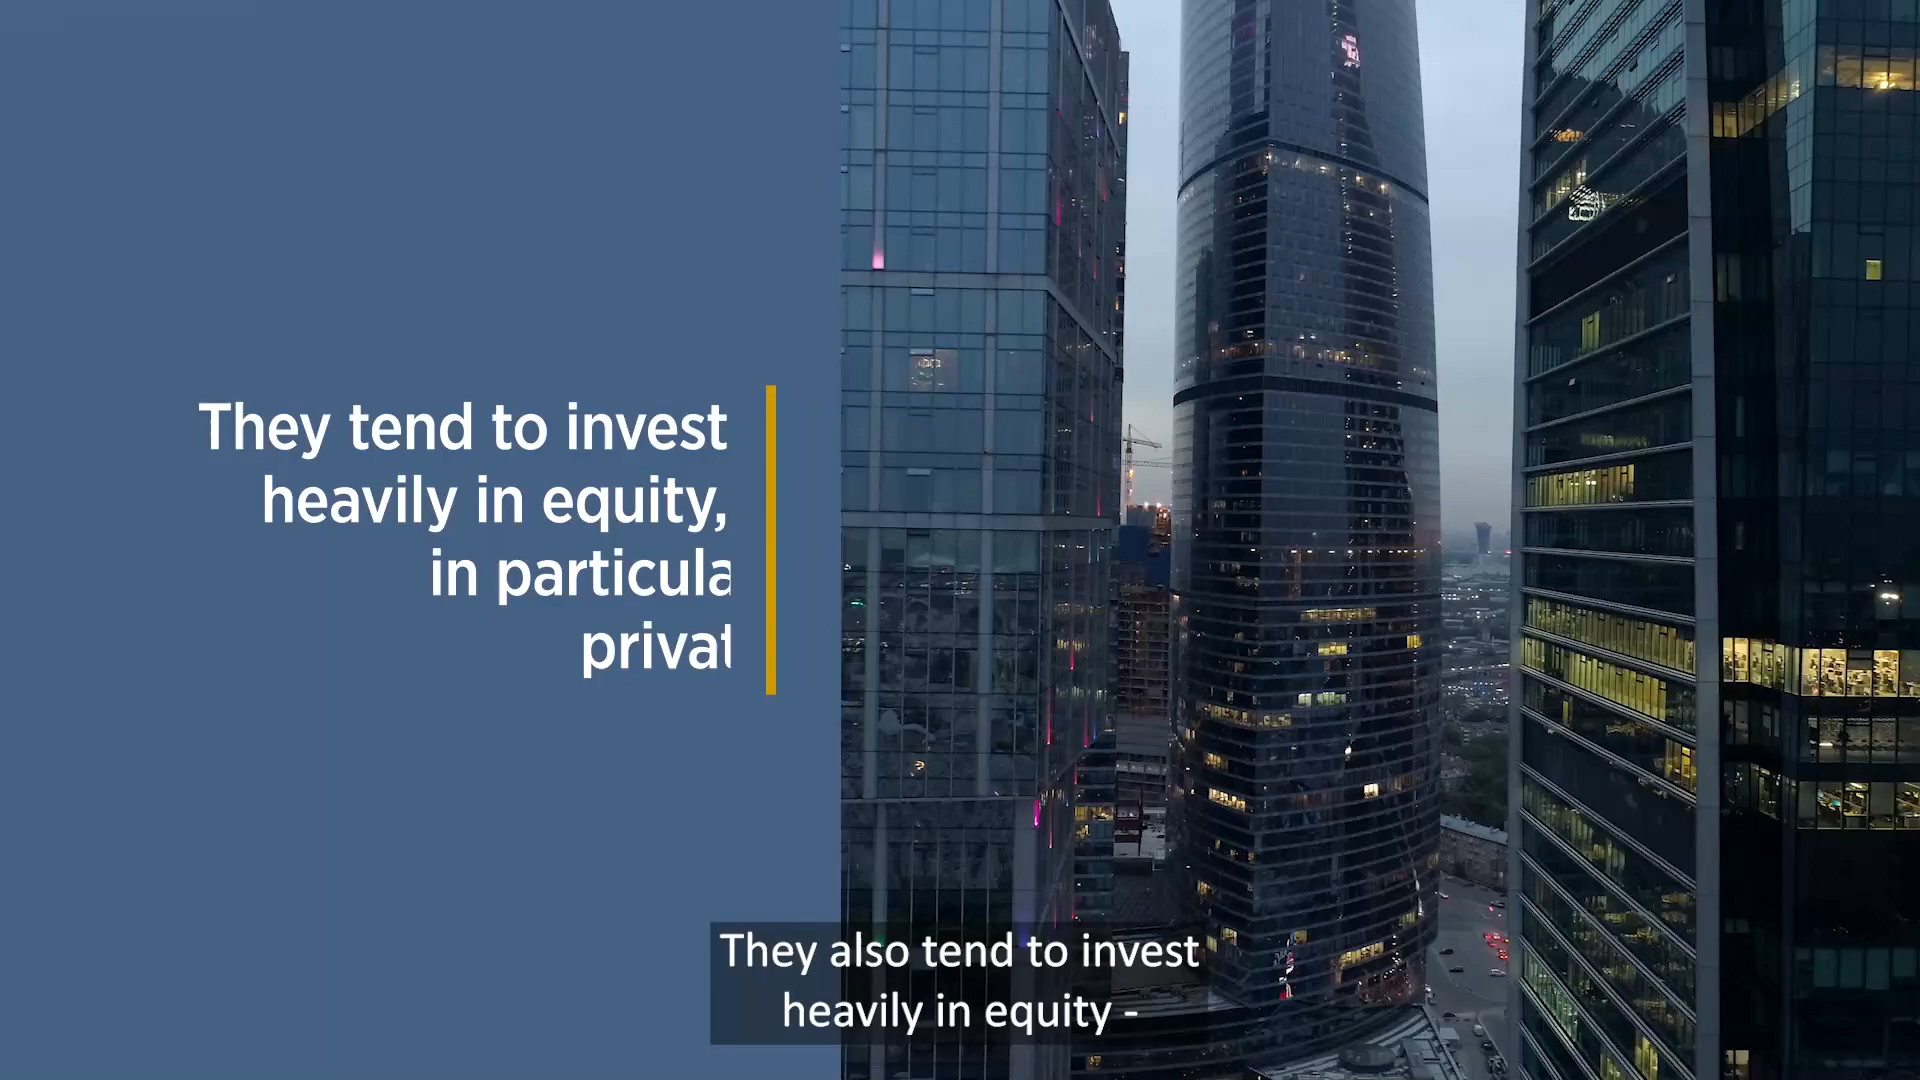 They tend to invest
heavily in equity,
in particula
privat
They also tend to invest
heavily in equity -